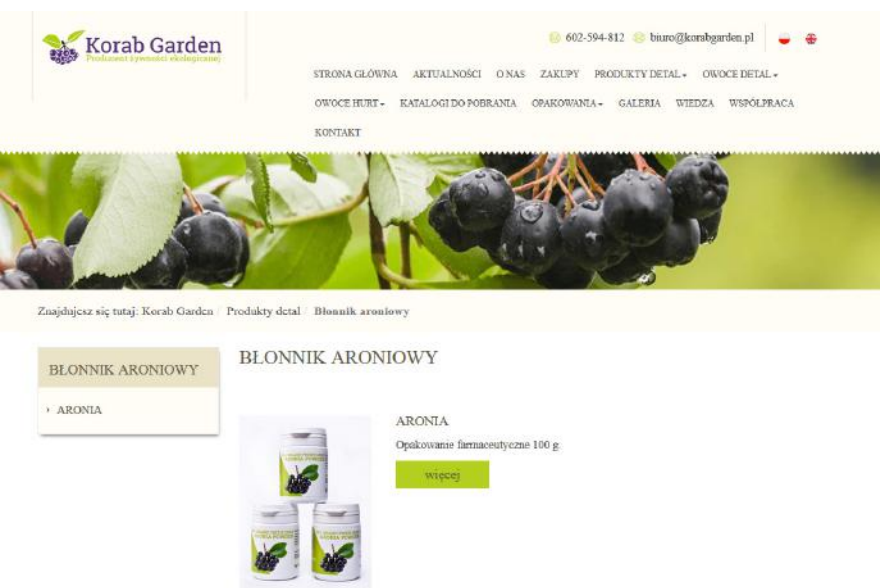 Korab Garden
Producent żywności ekologicznej
602-594-812 biuro@korabgarden.pl
STRONA GŁÓWNA AKTUALNOŚCI O NAS ZAKUPY PRODUKTY DETAL OWOCE DETAL
OWOCE HURT KATALOGI DO POBRANIA OPAKOWANIA GALERIA WIEDZA WSPÓŁPRACA
KONTAKT
Znajdujesz się tutaj: Korab Garden / Produkty detal / Błonnik aroniowy
BŁONNIK ARONIOWY
› ARONIA
BŁONNIK ARONIOWY
ARONIA
Opakowanie farmaceutyczne 100 g
więcej